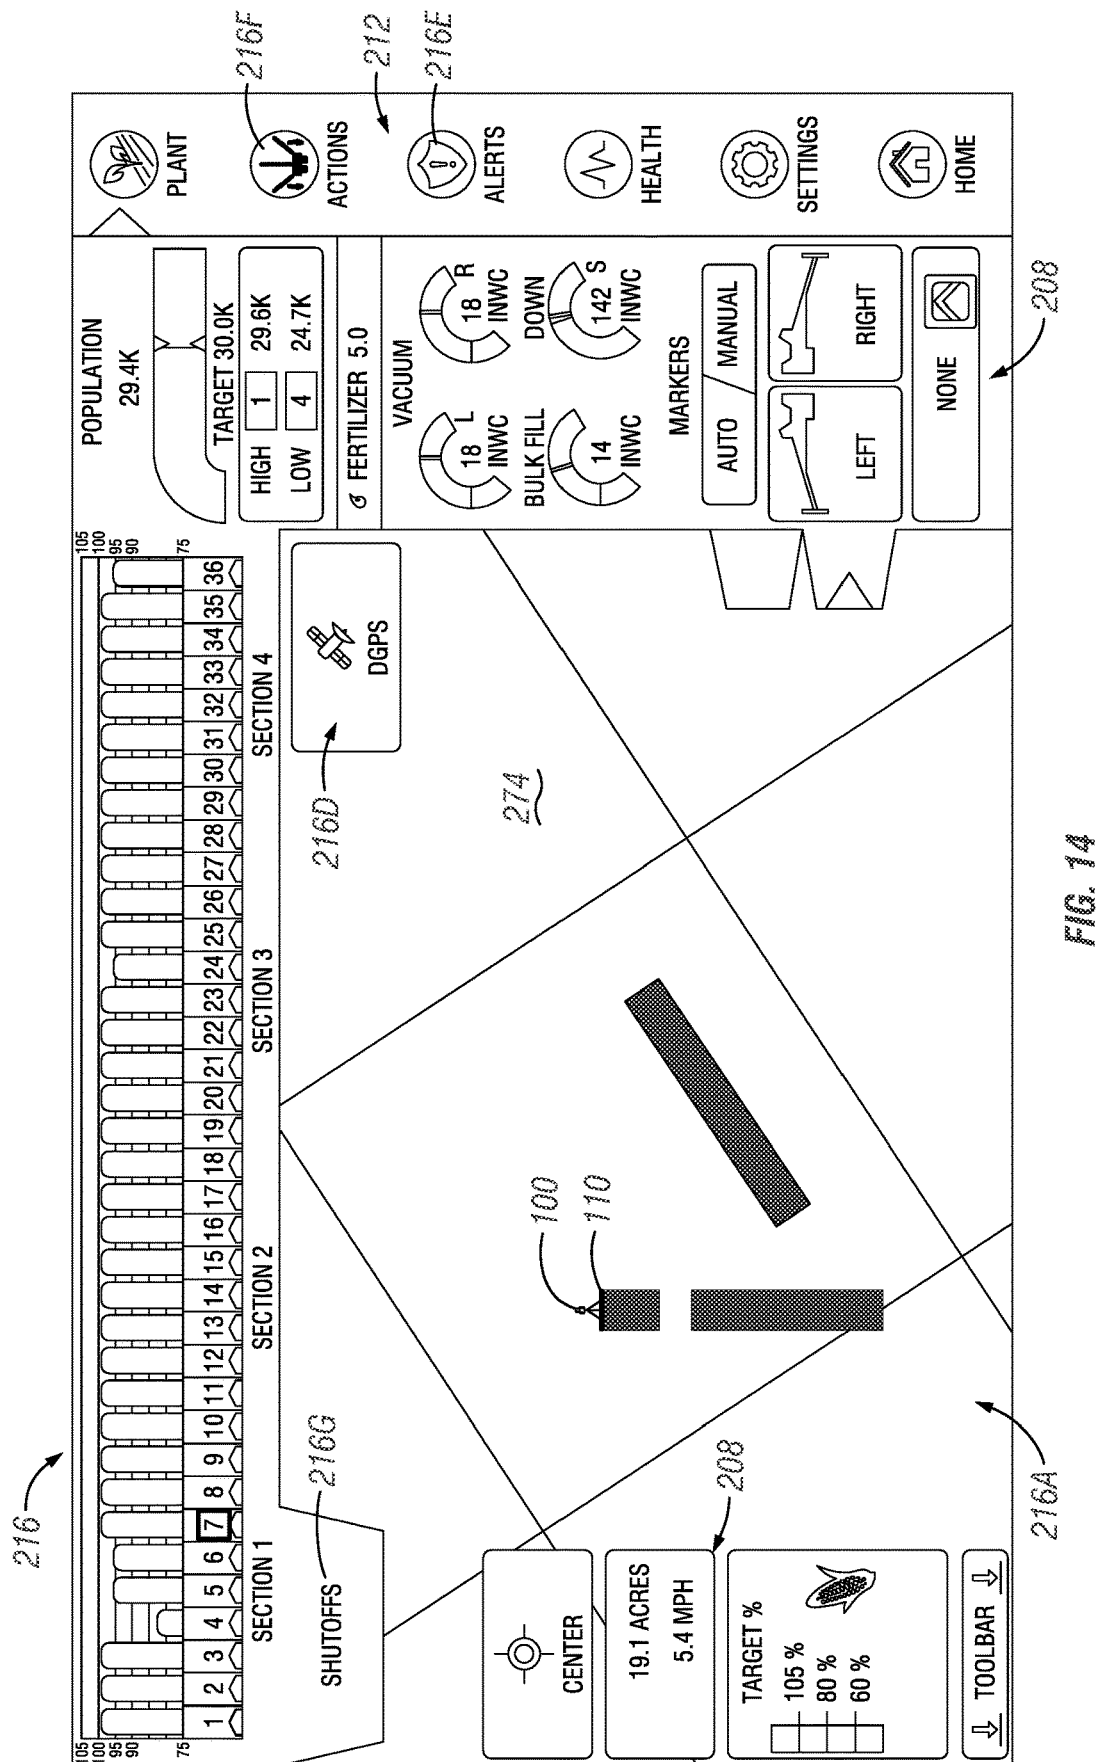 216
105
100
95
90
75
1 2 3 4 5 6 7 8 9 10 11 12 13 14 15 16 17 18 19 20 21 22 23 24 25 26 27 28 29 30 31 32 33 34 35 36
105
100
95
90
75
SECTION 1 SECTION 2 SECTION 3 SECTION 4
SHUTOFFS
216G
216D
DGPS
274
100
110
CENTER
19.1 ACRES
5.4 MPH
208
TARGET %
105 %
80 %
60 %
TOOLBAR
216A
POPULATION
29.4K
TARGET 30.0K
HIGH 1 29.6K
LOW 4 24.7K
FERTILIZER 5.0
VACUUM
18 L
INWC
18 R
INWC
BULK FILL
14
INWC
DOWN
142 S
INWC
MARKERS
AUTO MANUAL
LEFT RIGHT
NONE
208
PLANT
216F
ACTIONS
212
216E
ALERTS
HEALTH
SETTINGS
HOME
FIG. 14